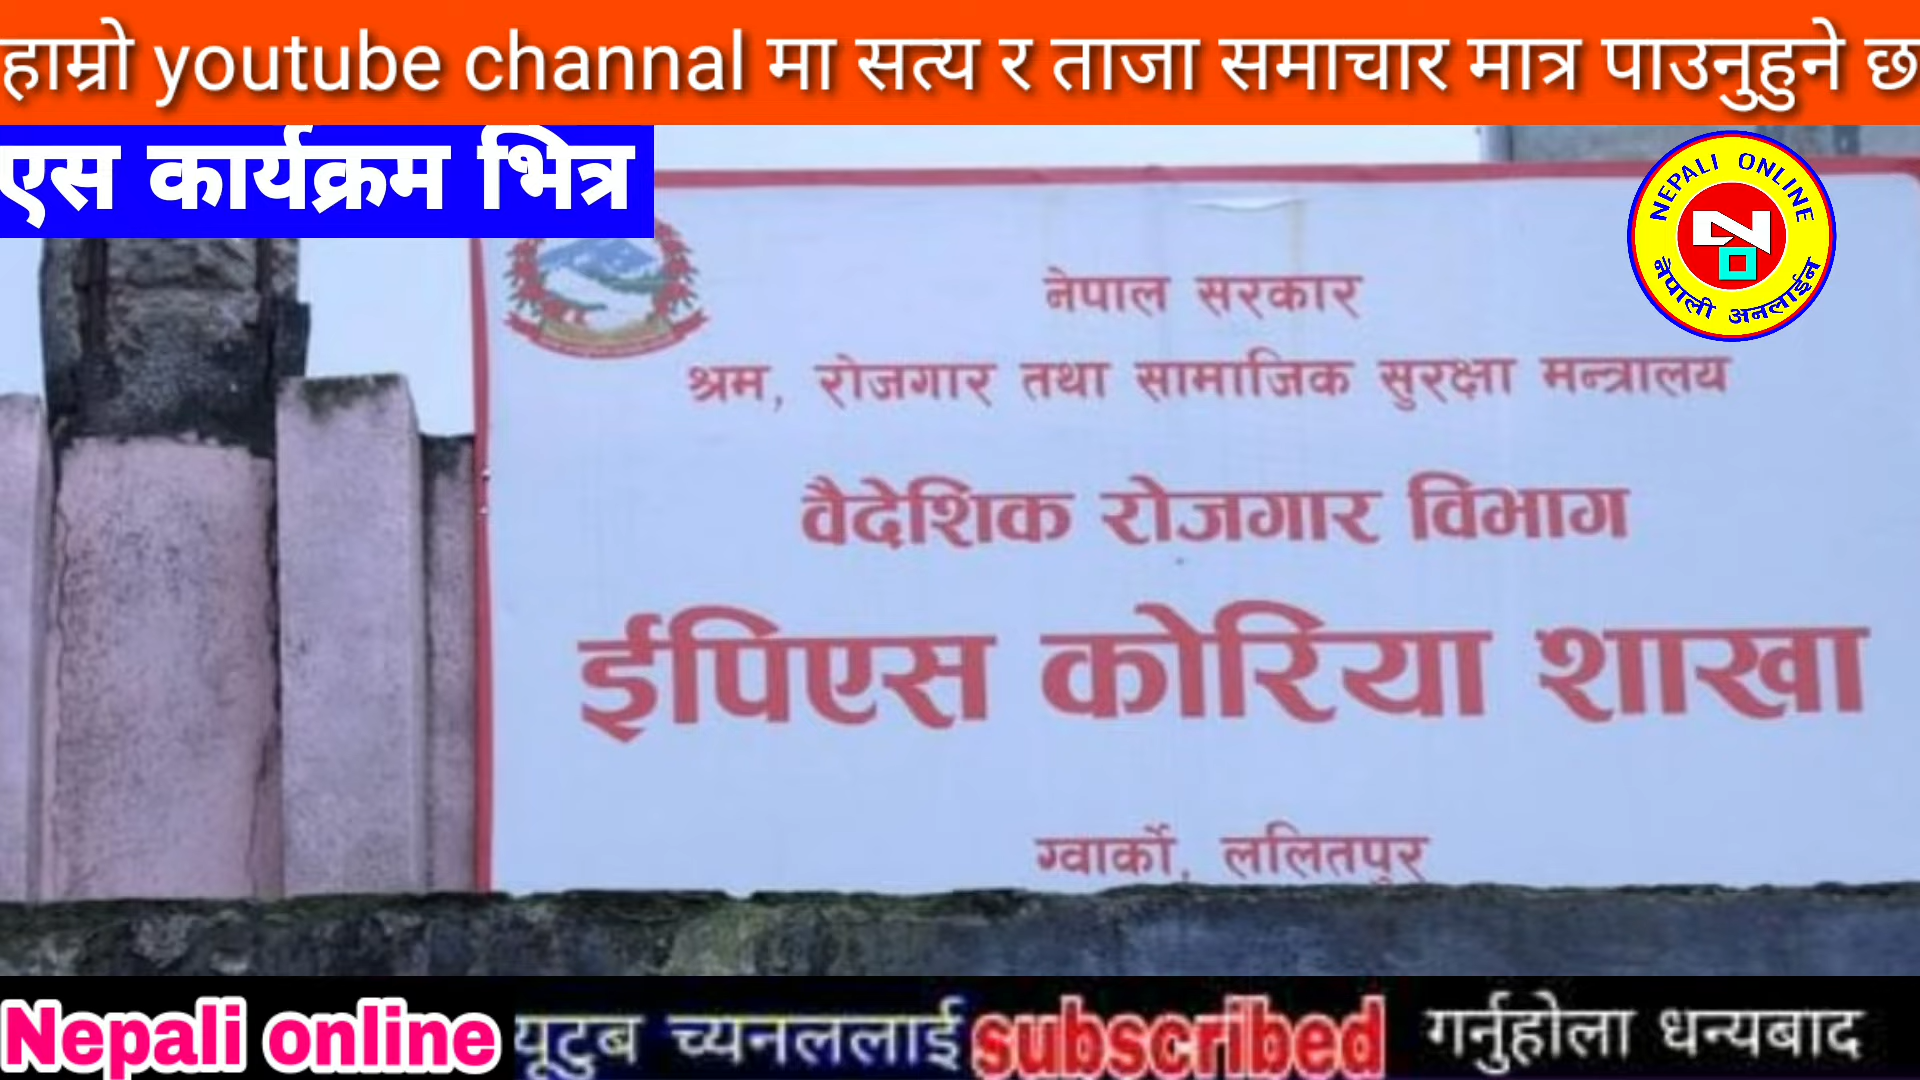 हाम्रो youtube channal मा सत्य र ताजा समाचार मात्र पाउनुहुने छ
एस कार्यक्रम भित्र
NEPALI ONLINE
नेपाली अनलाईन
नेपाल सरकार
श्रम, रोजगार तथा सामाजिक सुरक्षा मन्त्रालय
वैदेशिक रोजगार विभाग
ईपिएस कोरिया शाखा
ग्वार्को, ललितपुर
Nepali online यूटुब च्यनललाई subscribed गर्नुहोला धन्यबाद